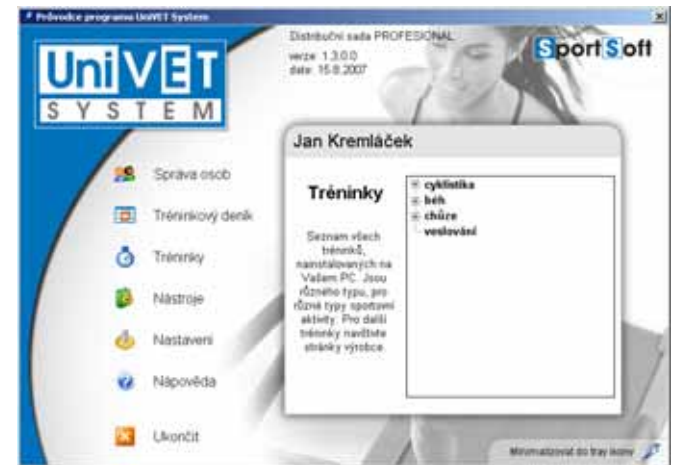 Průvodce programu UniVET System
Distribuční sada PROFESIONAL
verze: 1.3.0.0
date: 15.8.2007
SportSoft
UniVET
SYSTEM
Jan Kremláček
Správa osob
Tréninkový deník
Tréninky
Nástroje
Nastavení
Nápověda
Ukončit
Tréninky
Seznam všech
tréninků,
nainstalovaných na
Vašem PC. Jsou
různého typu, pro
různé typy sportovní
aktivity. Pro další
tréninky navštivte
stránky výrobce.
cyklistika
běh
chůze
veslování
Minimalizovat do tray ikony